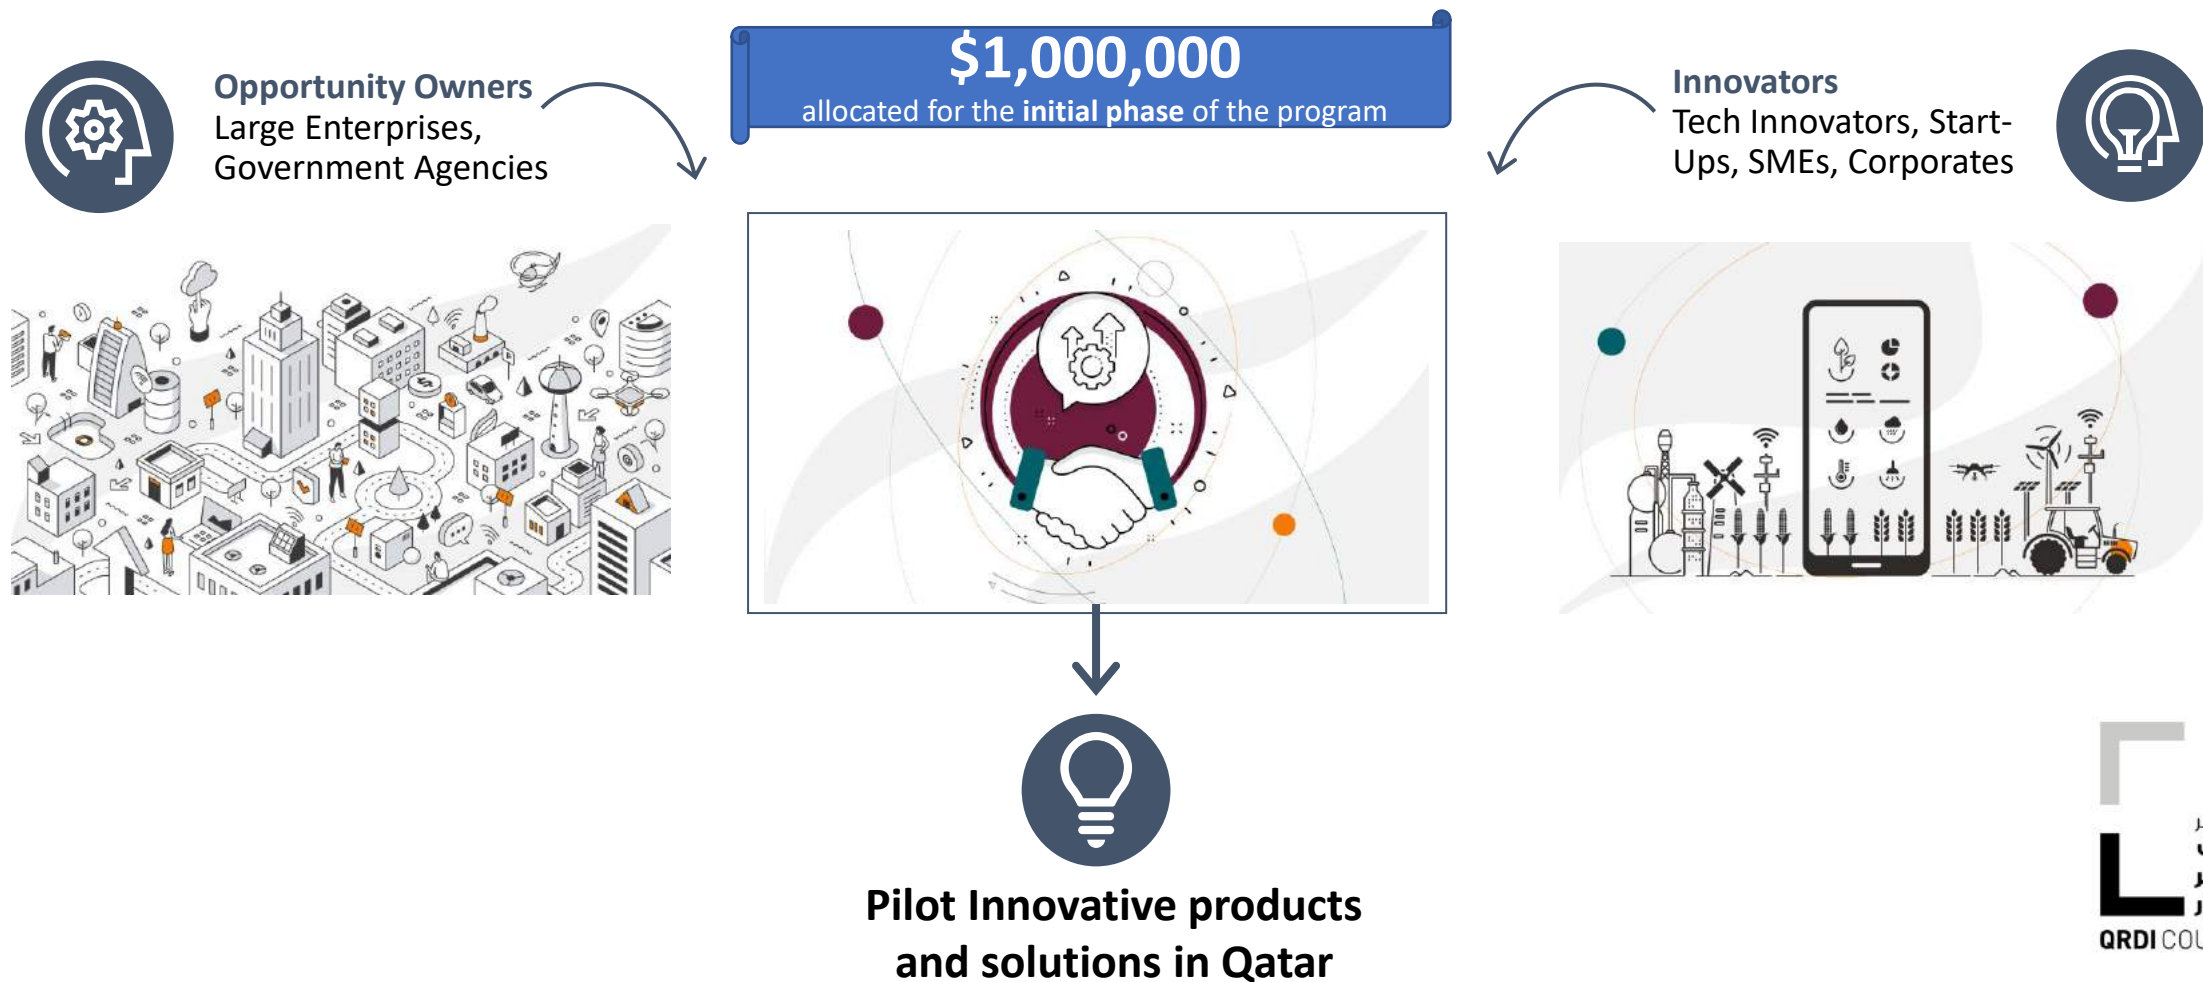 $1,000,000
allocated for the initial phase of the program
Opportunity Owners
Large Enterprises,
Government Agencies
Innovators
Tech Innovators, Start-
Ups, SMEs, Corporates
Pilot Innovative products
and solutions in Qatar
QRDI